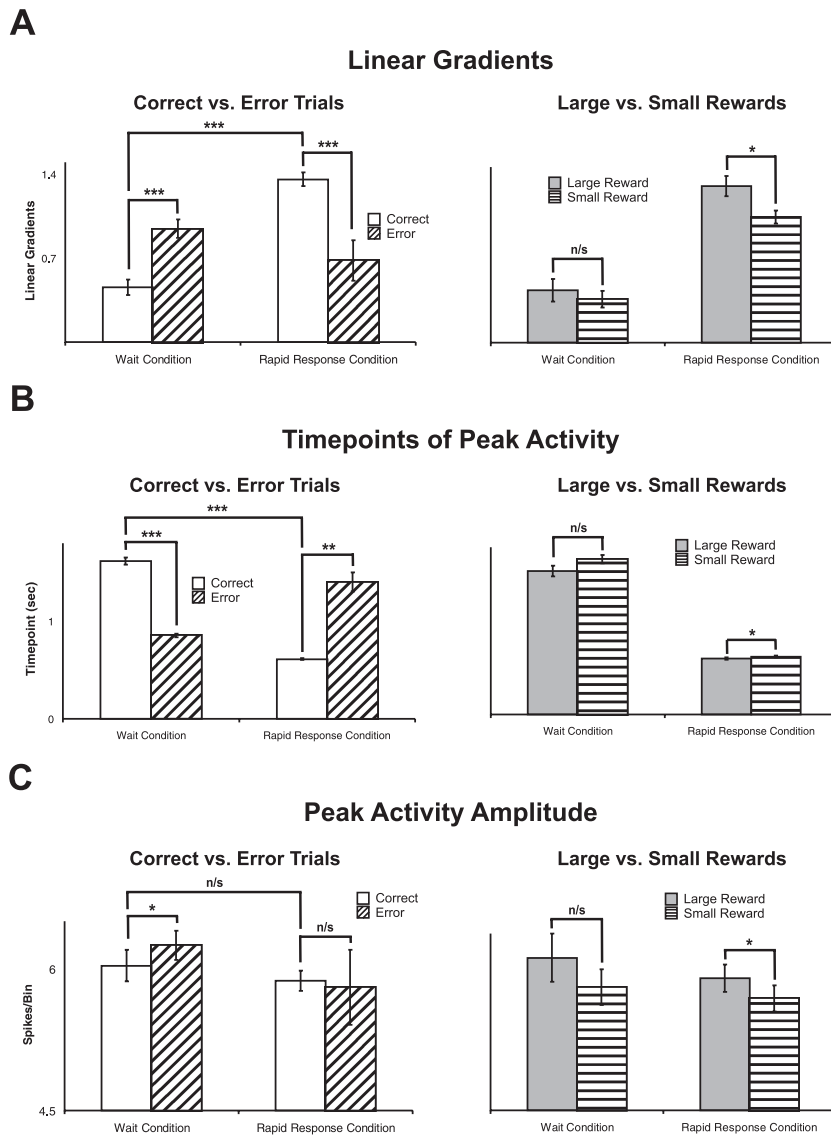 A
Linear Gradients
Correct vs. Error Trials
Large vs. Small Rewards
***
***
*
1,4
***
Large Reward
Small Reward
Linear Gradients
Correct
Error
n/s
0,7
Wait Condition
Rapid Response Condition
Wait Condition
Rapid Response Condition
B
Timepoints of Peak Activity
Correct vs. Error Trials
Large vs. Small Rewards
***
***
**
n/s
Large Reward
Small Reward
Correct
Error
Timepoint (sec)
1
*
0
Wait Condition
Rapid Response Condition
Wait Condition
Rapid Response Condition
C
Peak Activity Amplitude
Correct vs. Error Trials
Large vs. Small Rewards
n/s
Correct
Error
Large Reward
Small Reward
*
n/s
n/s
*
6
Spikes/Bin
4.5
Wait Condition
Rapid Response Condition
Wait Condition
Rapid Response Condition